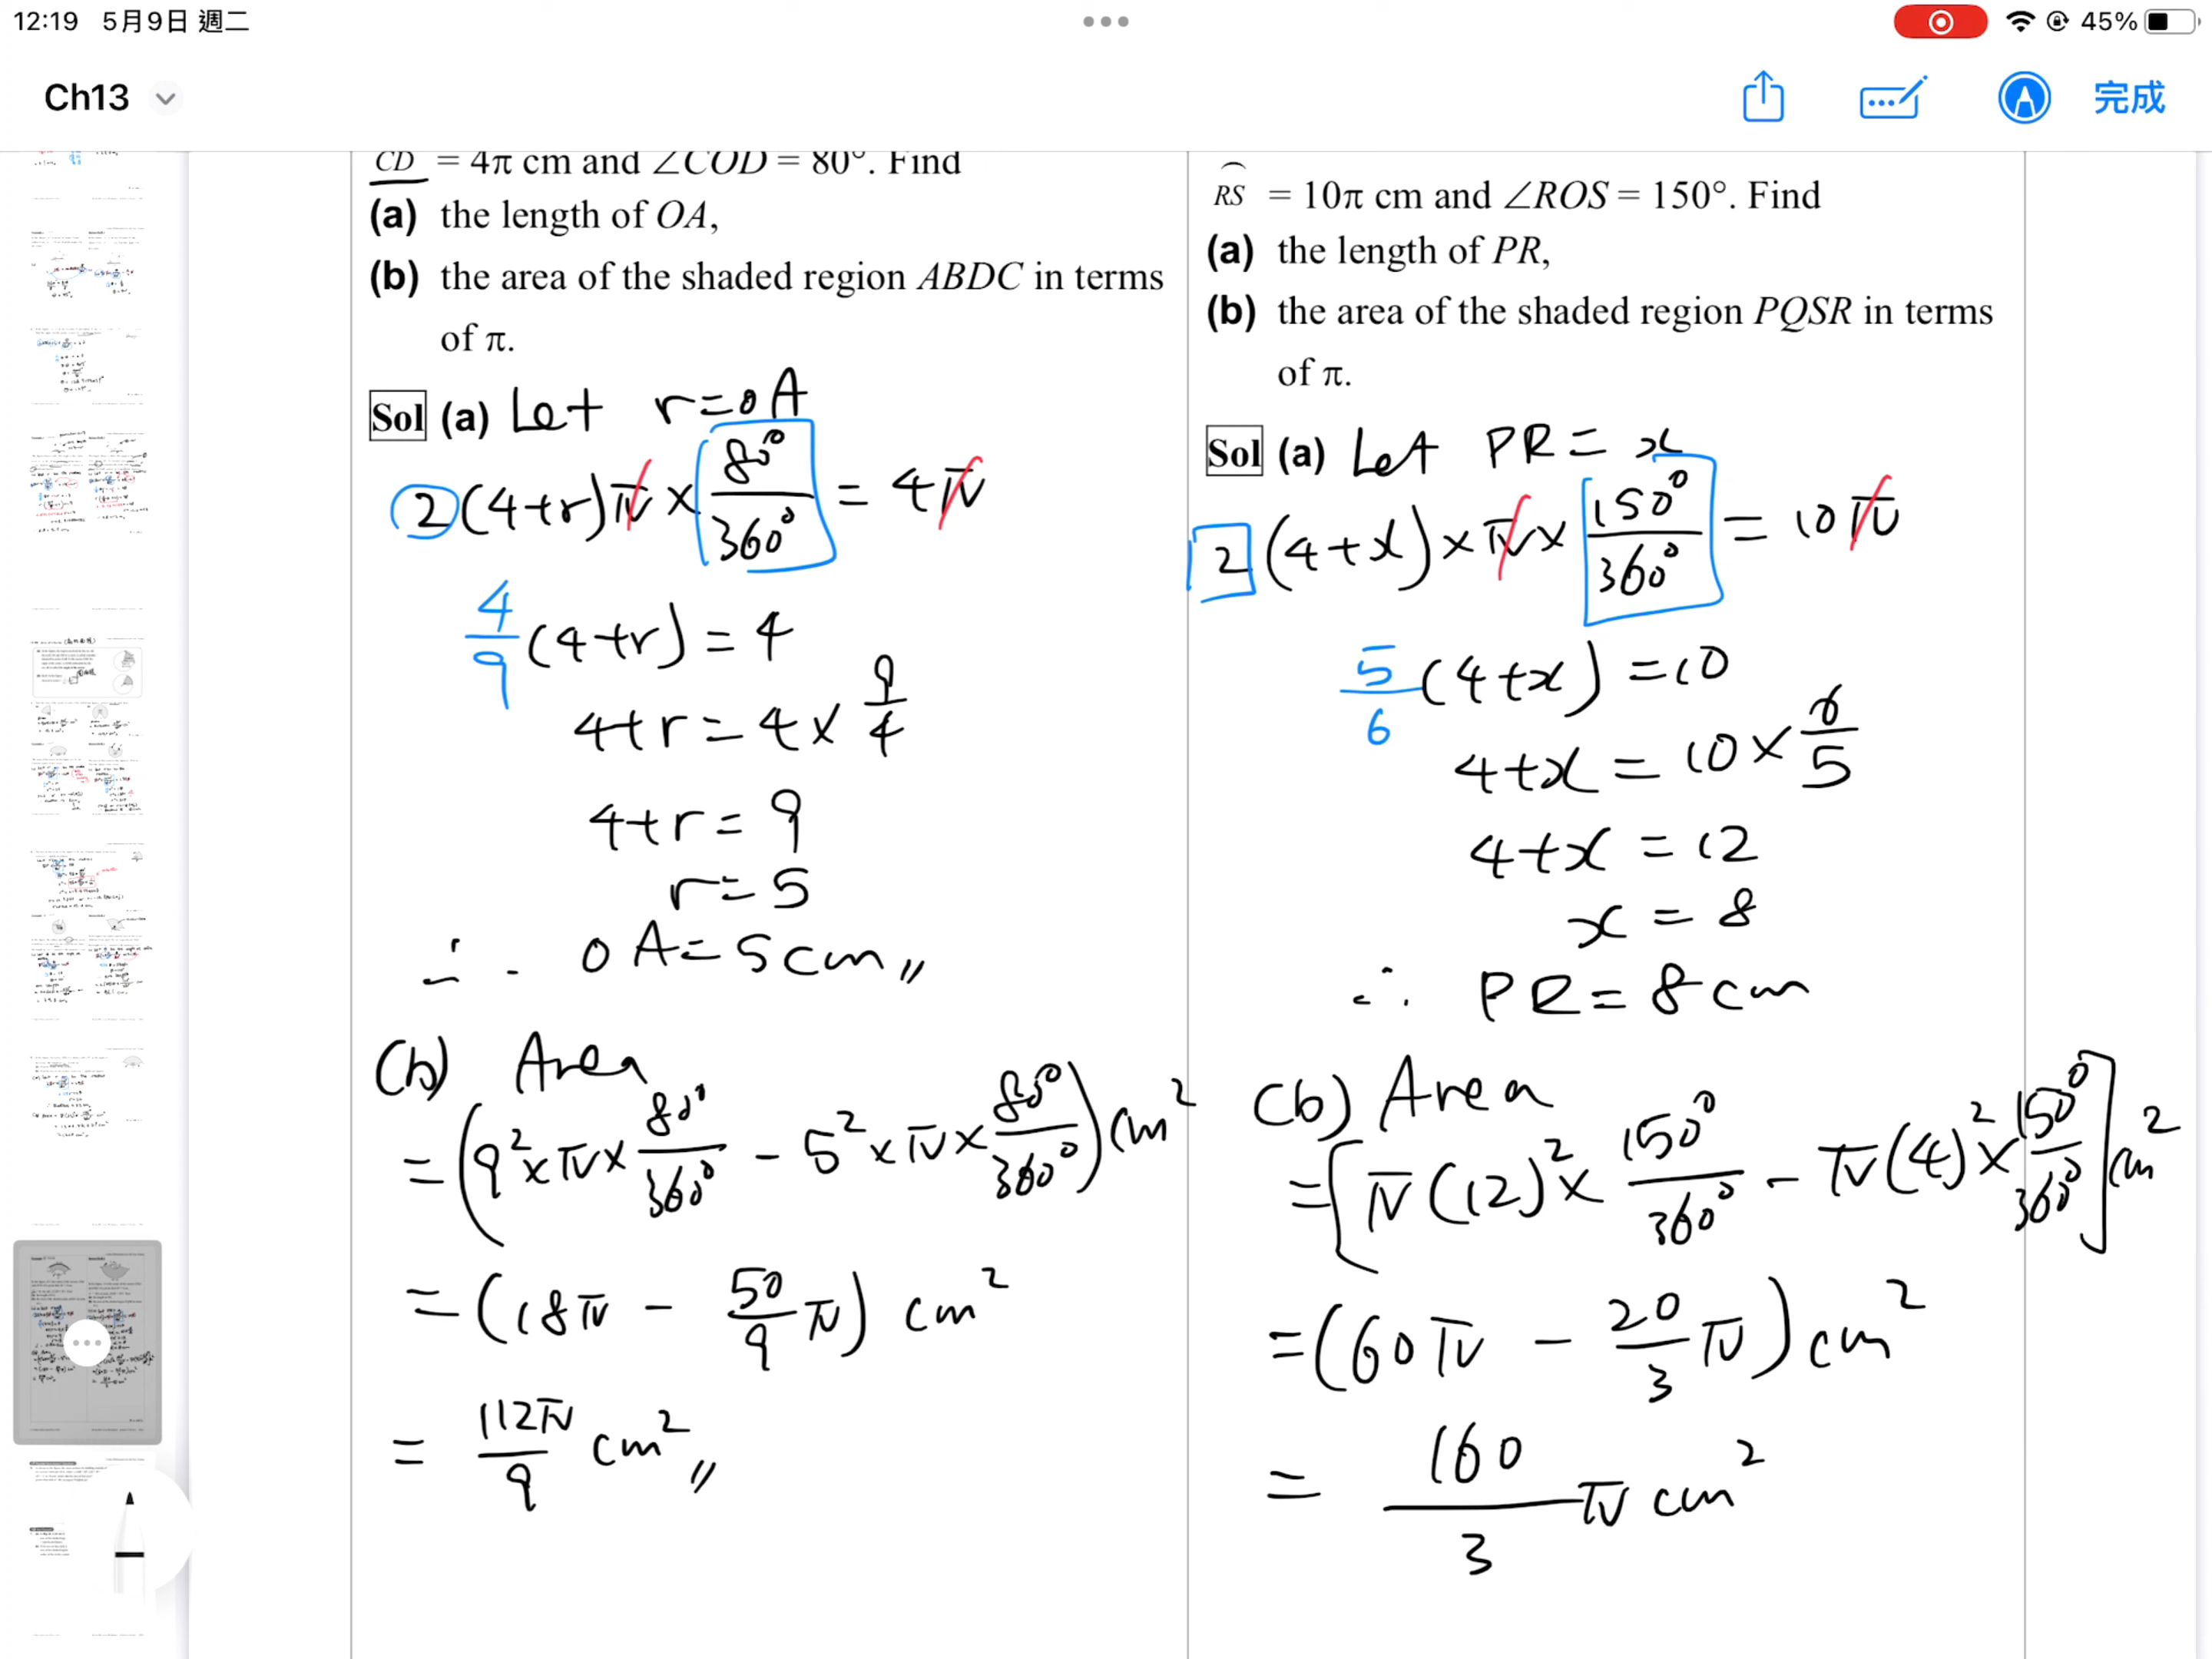 12:19 5月9日 週二
45%
Ch13
完成
CD = 4π cm and ∠COD = 80°. Find
(a) the length of OA,
(b) the area of the shaded region ABDC in terms
of π.
Sol (a) Let r=OA
2(4+r)π × 80°/360° = 4π
4/9 (4+r) = 4
4+r = 4 × 9/4
4+r = 9
r = 5
∴ OA = 5cm〃
(b) Area
= (9² × π × 80°/360° - 5² × π × 80°/360°) cm²
= (18π - 50/9 π) cm²
= 112π/9 cm²〃
RS = 10π cm and ∠ROS = 150°. Find
(a) the length of PR,
(b) the area of the shaded region PQSR in terms
of π.
Sol (a) Let PR = x
2(4+x) × π × 150°/360° = 10π
5/6 (4+x) = 10
4+x = 10 × 6/5
4+x = 12
x = 8
∴ PR = 8cm
(b) Area
= [π(12)² × 150°/360° - π(4)² × 150°/360°] cm²
= (60π - 20/3 π) cm²
= 160/3 π cm²